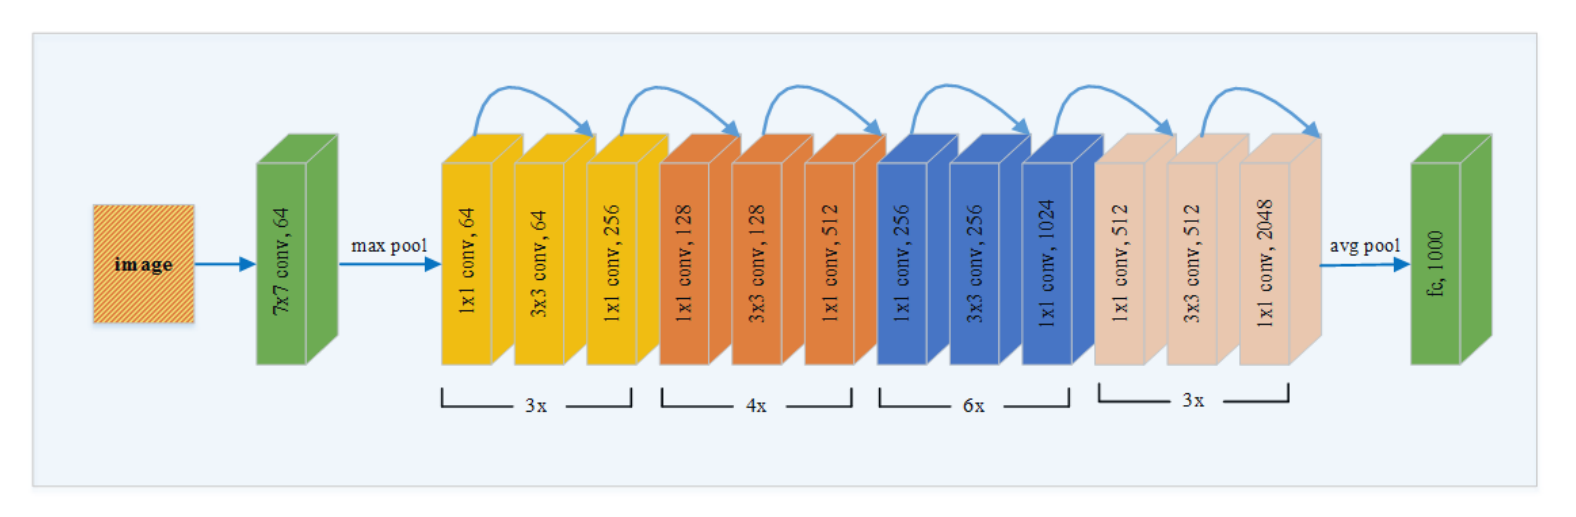 image
7x7 conv, 64
max pool
1x1 conv, 64
3x3 conv, 64
1x1 conv, 256
3x
1x1 conv, 128
3x3 conv, 128
1x1 conv, 512
4x
1x1 conv, 256
3x3 conv, 256
1x1 conv, 1024
6x
1x1 conv, 512
3x3 conv, 512
1x1 conv, 2048
3x
avg pool
fc, 1000